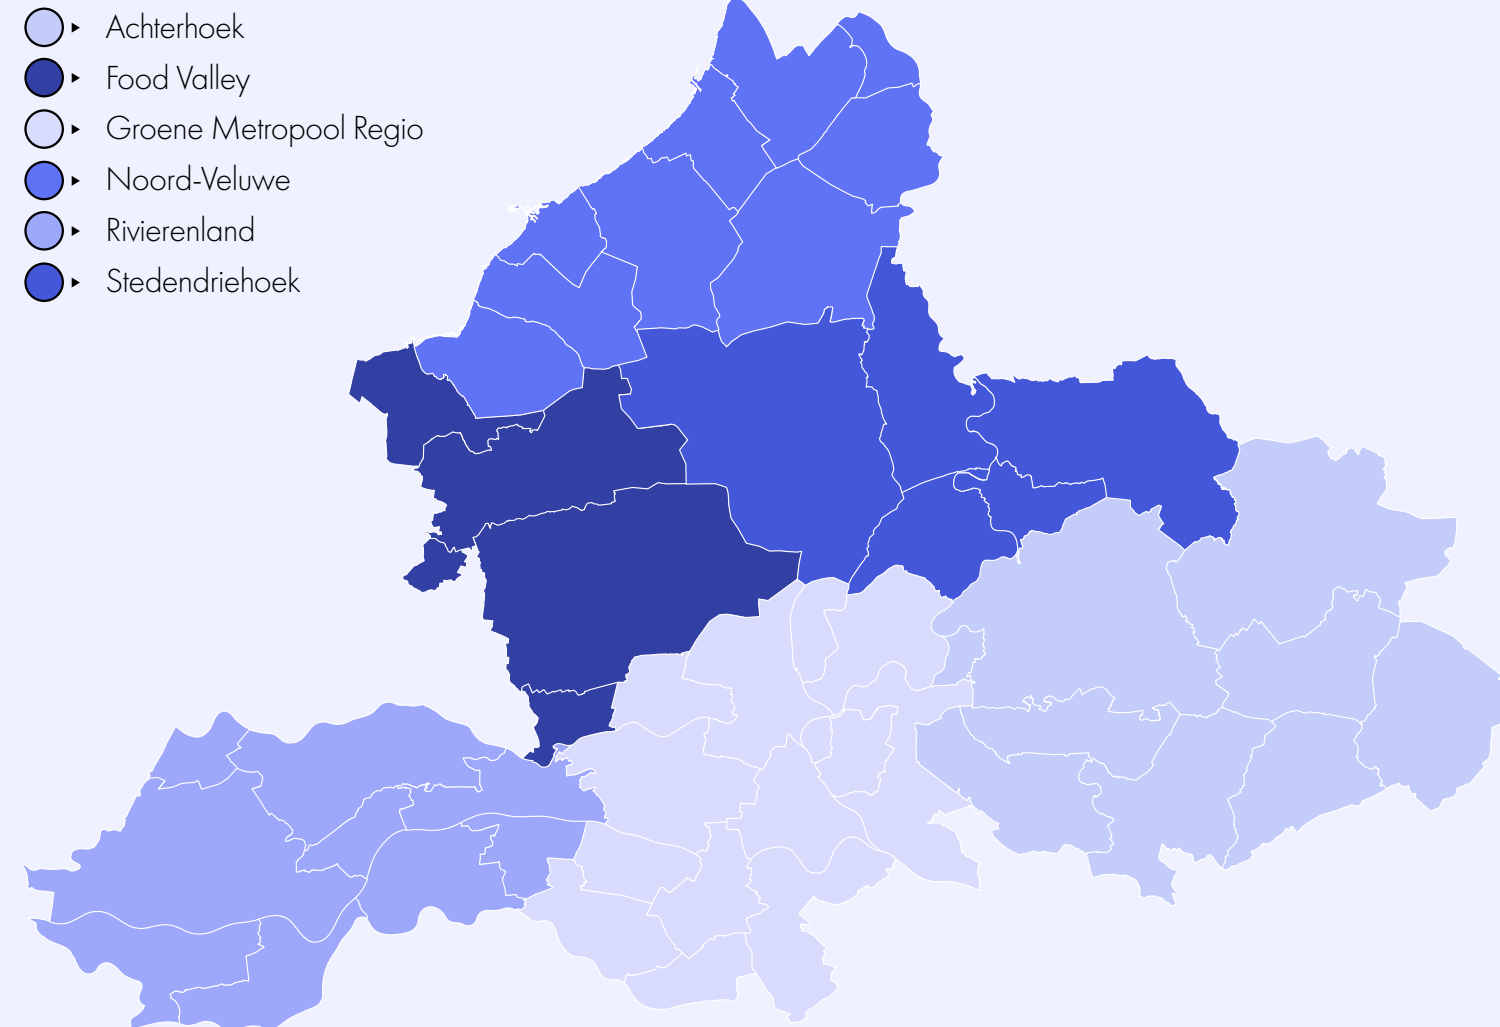 Achterhoek
Food Valley
Groene Metropool Regio
Noord-Veluwe
Rivierenland
Stedendriehoek